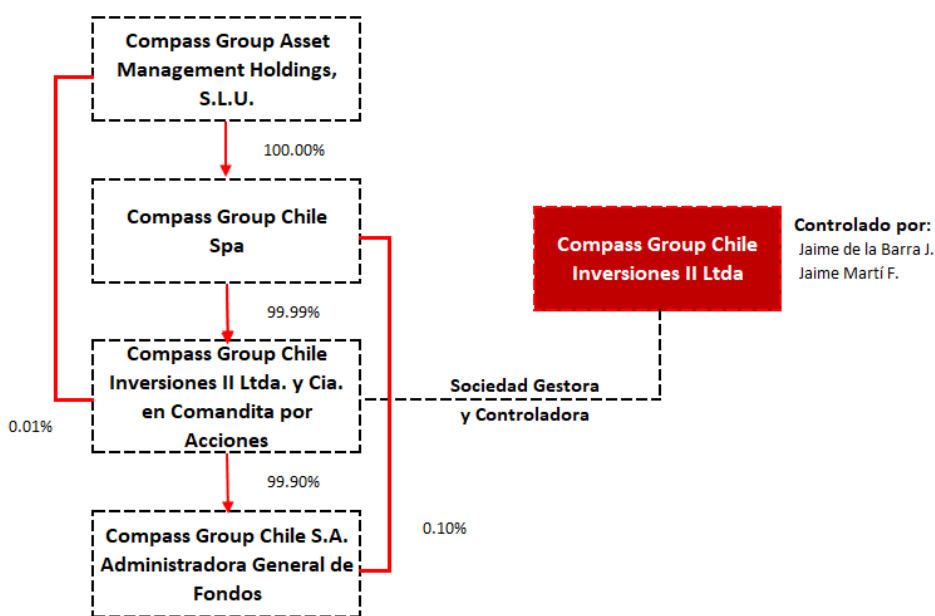 Compass Group Asset
Management Holdings,
S.L.U.
100.00%
Compass Group Chile
Spa
Compass Group Chile
Inversiones II Ltda
Controlado por:
Jaime de la Barra J.
Jaime Martí F.
99.99%
Compass Group Chile
Inversiones II Ltda. y Cia.
en Comandita por
Acciones
Sociedad Gestora
y Controladora
0.01%
99.90%
Compass Group Chile S.A.
Administradora General de
Fondos
0.10%